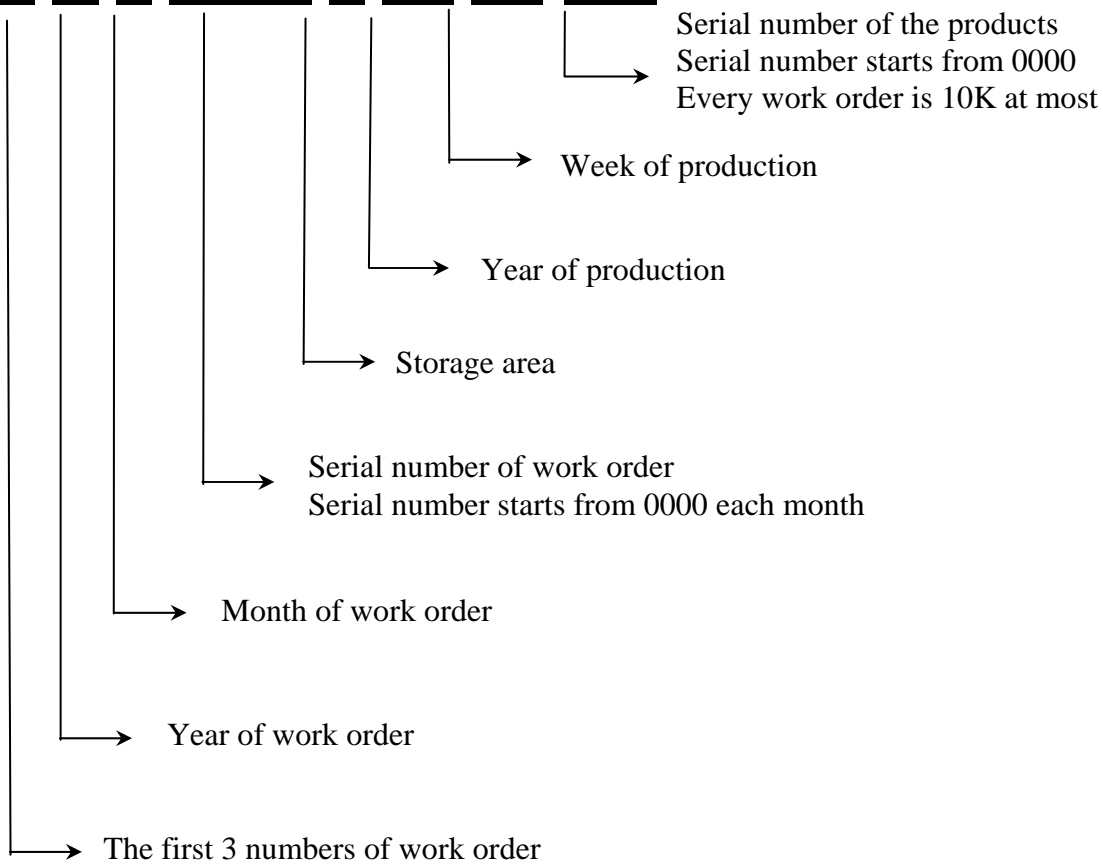 Serial number of the products
Serial number starts from 0000
Every work order is 10K at most
Week of production
Year of production
Storage area
Serial number of work order
Serial number starts from 0000 each month
Month of work order
Year of work order
The first 3 numbers of work order